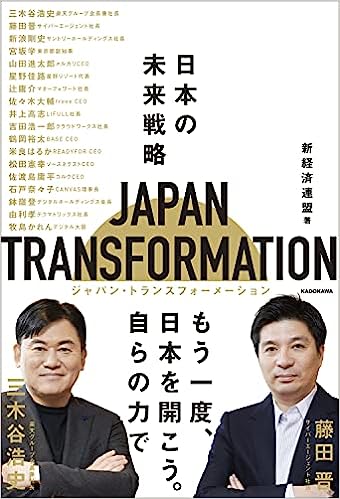 三木谷浩史 楽天グループ会長兼社長
藤田晋 サイバーエージェント社長
新浪剛史 サントリーホールディングス社長
宮坂学 東京都副知事
山田進太郎 メルカリCEO
星野佳路 星野リゾート代表
辻庸介 マネーフォワード社長
佐々木大輔 freee CEO
井上高志 LIFULL社長
吉田浩一郎 クラウドワークス社長
鶴岡裕太 BASE CEO
米良はるか READYFOR CEO
松田憲幸 ソースネクストCEO
佐渡島庸平 コルクCEO
石戸奈々子 CANVAS理事長
鉢嶺登 デジタルホールディングス会長
由利孝 テクマトリックス社長
牧島かれん デジタル大臣
日本の
未来戦略
新経済連盟 著
JAPAN
TRANSFORMATION
ジャパン・トランスフォーメーション
KADOKAWA
もう一度、
日本を開こう。
自らの力で
藤田晋
サイバーエージェント社長
三木谷浩史